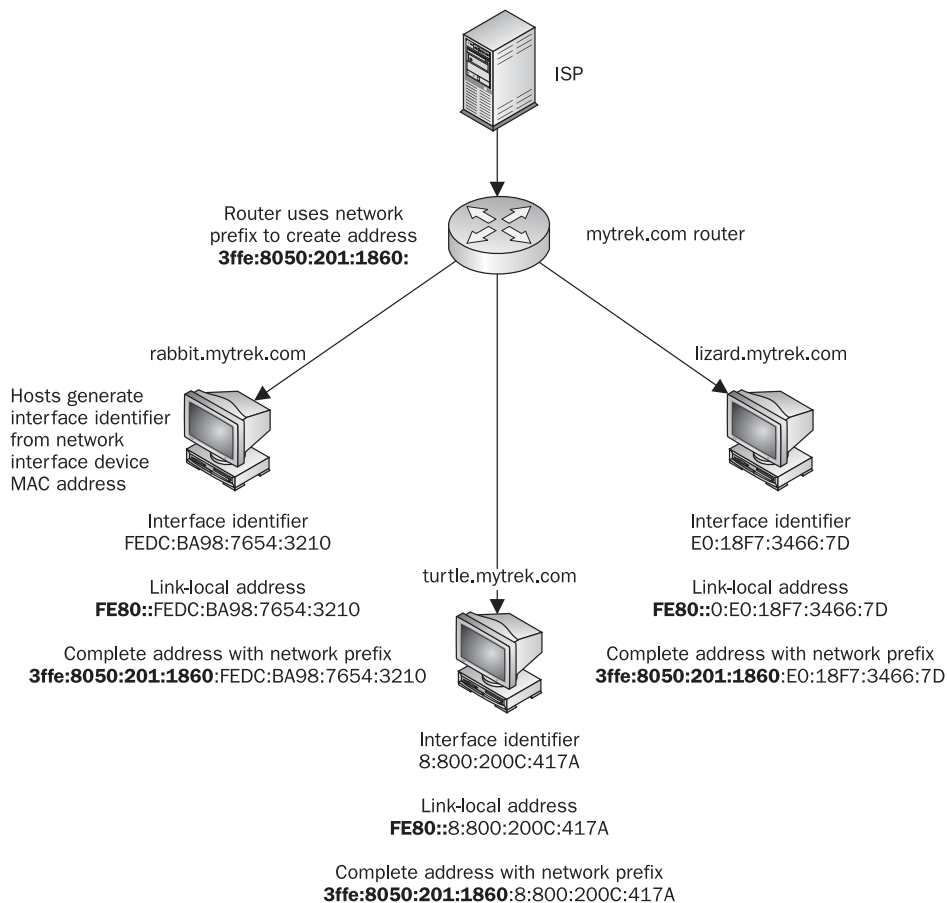 ISP
Router uses network
prefix to create address
3ffe:8050:201:1860:
mytrek.com router
rabbit.mytrek.com
lizard.mytrek.com
Hosts generate
interface identifier
from network
interface device
MAC address
Interface identifier
FEDC:BA98:7654:3210
Link-local address
FE80::FEDC:BA98:7654:3210
Complete address with network prefix
3ffe:8050:201:1860:FEDC:BA98:7654:3210
Interface identifier
E0:18F7:3466:7D
Link-local address
FE80::0:E0:18F7:3466:7D
Complete address with network prefix
3ffe:8050:201:1860:E0:18F7:3466:7D
turtle.mytrek.com
Interface identifier
8:800:200C:417A
Link-local address
FE80::8:800:200C:417A
Complete address with network prefix
3ffe:8050:201:1860:8:800:200C:417A